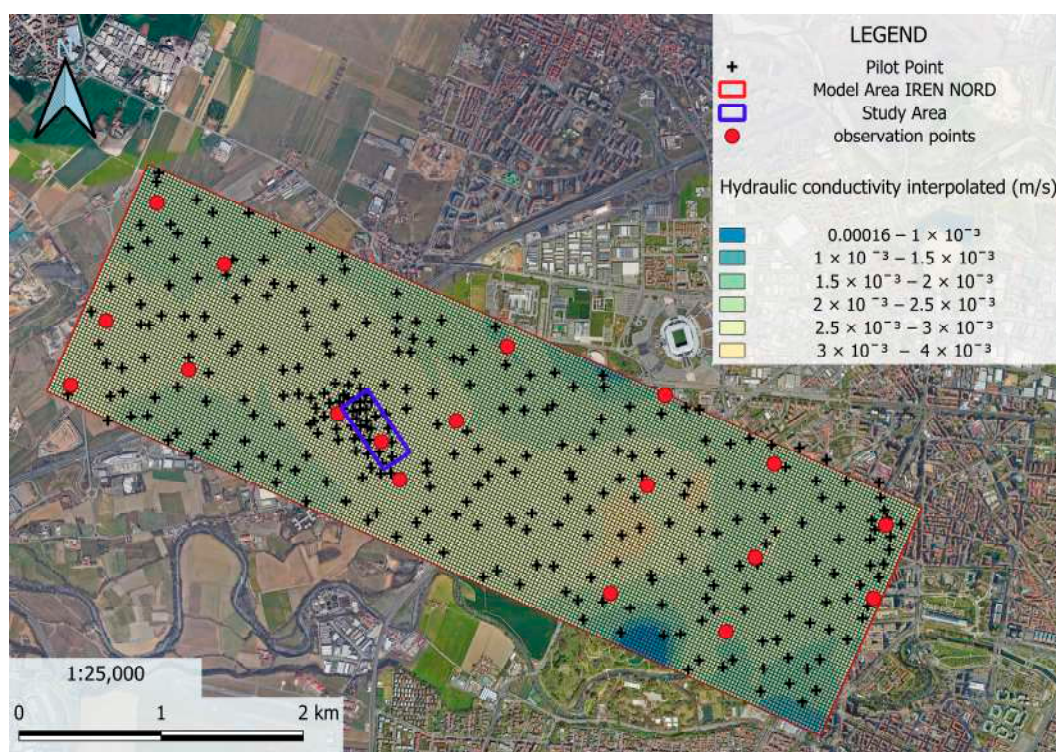 N
LEGEND
Pilot Point
Model Area IREN NORD
Study Area
observation points
Hydraulic conductivity interpolated (m/s)
0.00016 – 1 × 10⁻³
1 × 10⁻³ – 1.5 × 10⁻³
1.5 × 10⁻³ – 2 × 10⁻³
2 × 10⁻³ – 2.5 × 10⁻³
2.5 × 10⁻³ – 3 × 10⁻³
3 × 10⁻³ – 4 × 10⁻³
1:25,000
0 1 2 km